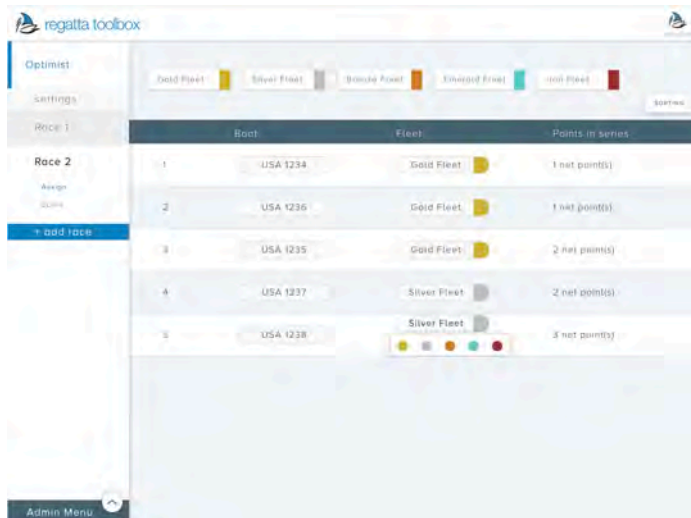 regatta toolbox
Optimist
settings
Race 1
Race 2
Assign
Score
+ add race
Admin Menu
Gold Fleet Silver Fleet Bronze Fleet Emerald Fleet Iron Fleet
SORTING
Boat Fleet Points in series
1 USA 1234 Gold Fleet 1 net point(s)
2 USA 1236 Gold Fleet 1 net point(s)
3 USA 1235 Gold Fleet 2 net point(s)
4 USA 1237 Silver Fleet 2 net point(s)
5 USA 1238 Silver Fleet 3 net point(s)